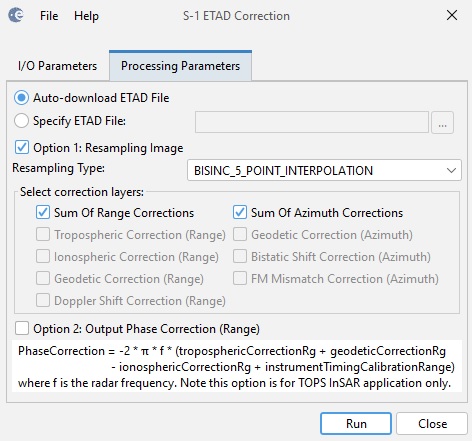 File Help S-1 ETAD Correction
I/O Parameters Processing Parameters
Auto-download ETAD File
Specify ETAD File: ...
Option 1: Resampling Image
Resampling Type: BISINC_5_POINT_INTERPOLATION
Select correction layers:
Sum Of Range Corrections Sum Of Azimuth Corrections
Tropospheric Correction (Range) Geodetic Correction (Azimuth)
Ionospheric Correction (Range) Bistatic Shift Correction (Azimuth)
Geodetic Correction (Range) FM Mismatch Correction (Azimuth)
Doppler Shift Correction (Range)
Option 2: Output Phase Correction (Range)
PhaseCorrection = -2 * π * f * (troposphericCorrectionRg + geodeticCorrectionRg
- ionosphericCorrectionRg + instrumentTimingCalibrationRange)
where f is the radar frequency. Note this option is for TOPS InSAR application only.
Run Close